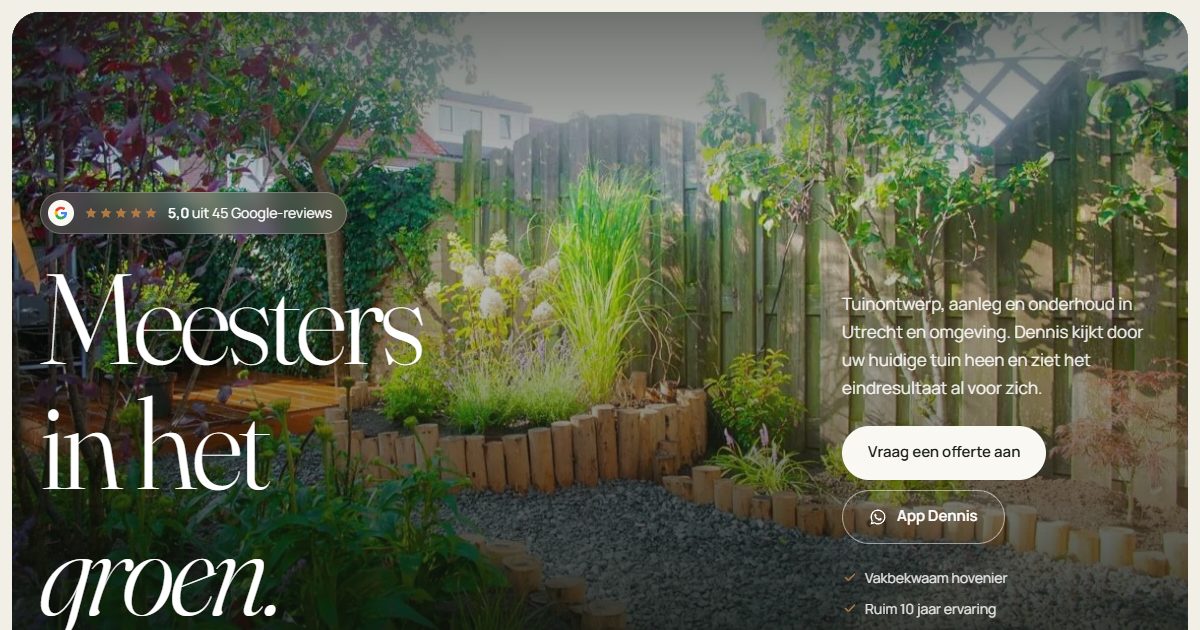 5,0 uit 45 Google-reviews
Meesters
in het
groen.
Tuinontwerp, aanleg en onderhoud in
Utrecht en omgeving. Dennis kijkt door
uw huidige tuin heen en ziet het
eindresultaat al voor zich.
Vraag een offerte aan
App Dennis
Vakbekwaam hovenier
Ruim 10 jaar ervaring